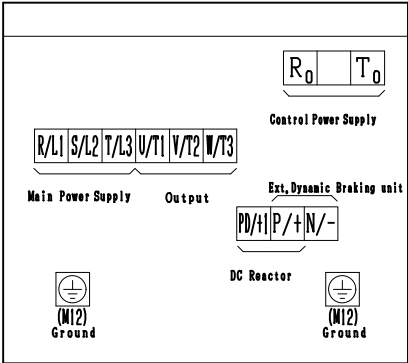 R0 T0
Control Power Supply
R/L1 S/L2 T/L3 U/T1 V/T2 W/T3
Main Power Supply Output
Ext. Dynamic Braking unit
PD/+1 P/+ N/-
DC Reactor
(M12) (M12)
Ground Ground